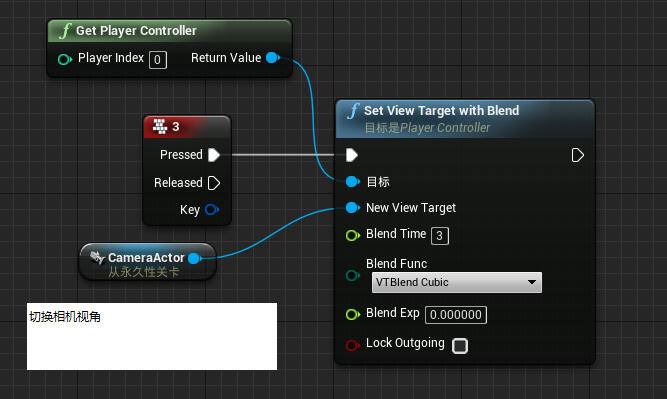 Get Player Controller
Player Index 0 Return Value
3
Pressed
Released
Key
CameraActor
从永久性关卡
切换相机视角
Set View Target with Blend
目标是Player Controller
目标
New View Target
Blend Time 3
Blend Func
VTBlend Cubic
Blend Exp 0.000000
Lock Outgoing